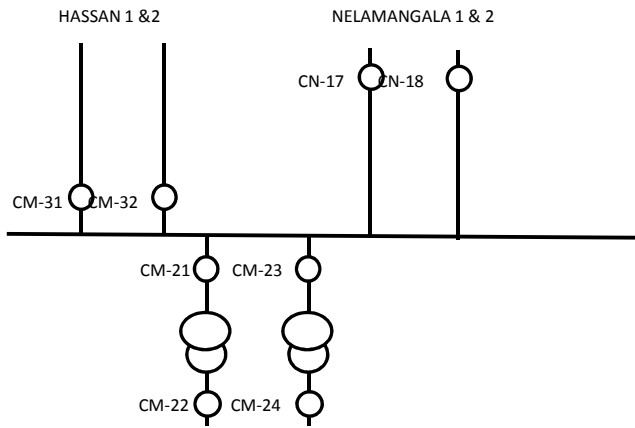 HASSAN 1 &2
NELAMANGALA 1 & 2
CN-17
CN-18
CM-31
CM-32
CM-21
CM-23
CM-22
CM-24